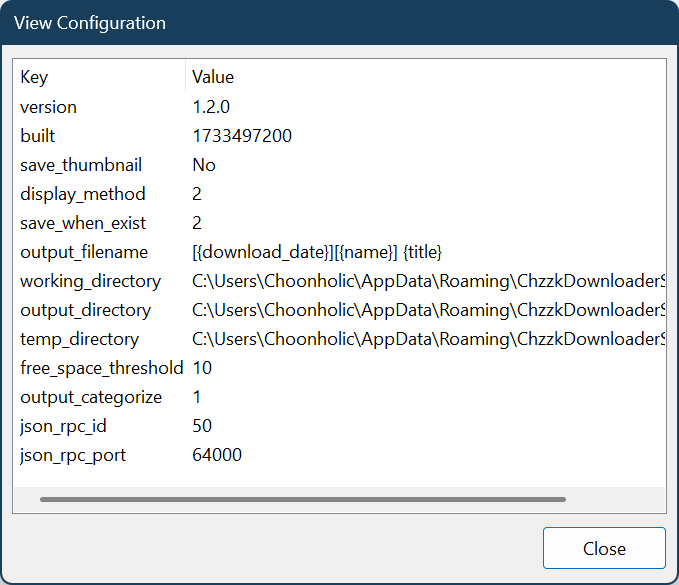 View Configuration
Key Value
version 1.2.0
built 1733497200
save_thumbnail No
display_method 2
save_when_exist 2
output_filename [{download_date}][{name}] {title}
working_directory C:\Users\Choonholic\AppData\Roaming\ChzzkDownloaderS
output_directory C:\Users\Choonholic\AppData\Roaming\ChzzkDownloaderS
temp_directory C:\Users\Choonholic\AppData\Roaming\ChzzkDownloaderS
free_space_threshold 10
output_categorize 1
json_rpc_id 50
json_rpc_port 64000
Close